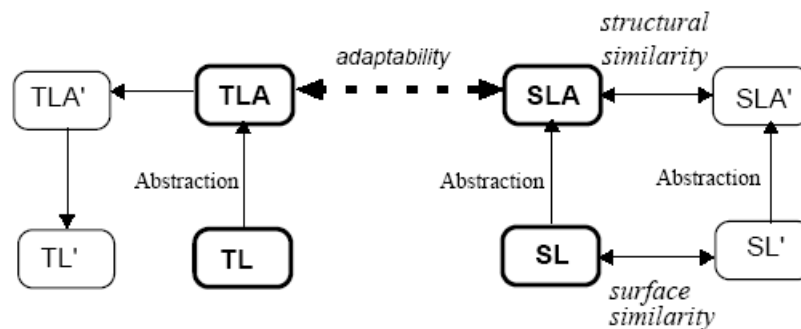 structural
similarity
adaptability
TLA'
TLA
SLA
SLA'
Abstraction
Abstraction
Abstraction
TL'
TL
SL
SL'
surface
similarity